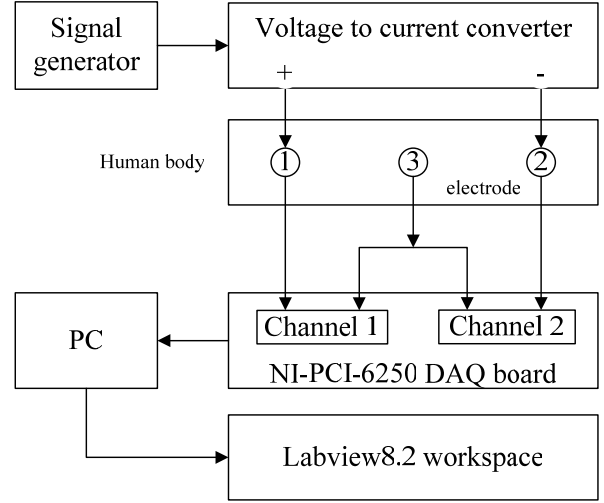 Signal
generator
Voltage to current converter
+
-
Human body
1
3
2
electrode
Channel 1
Channel 2
NI-PCI-6250 DAQ board
PC
Labview8.2 workspace